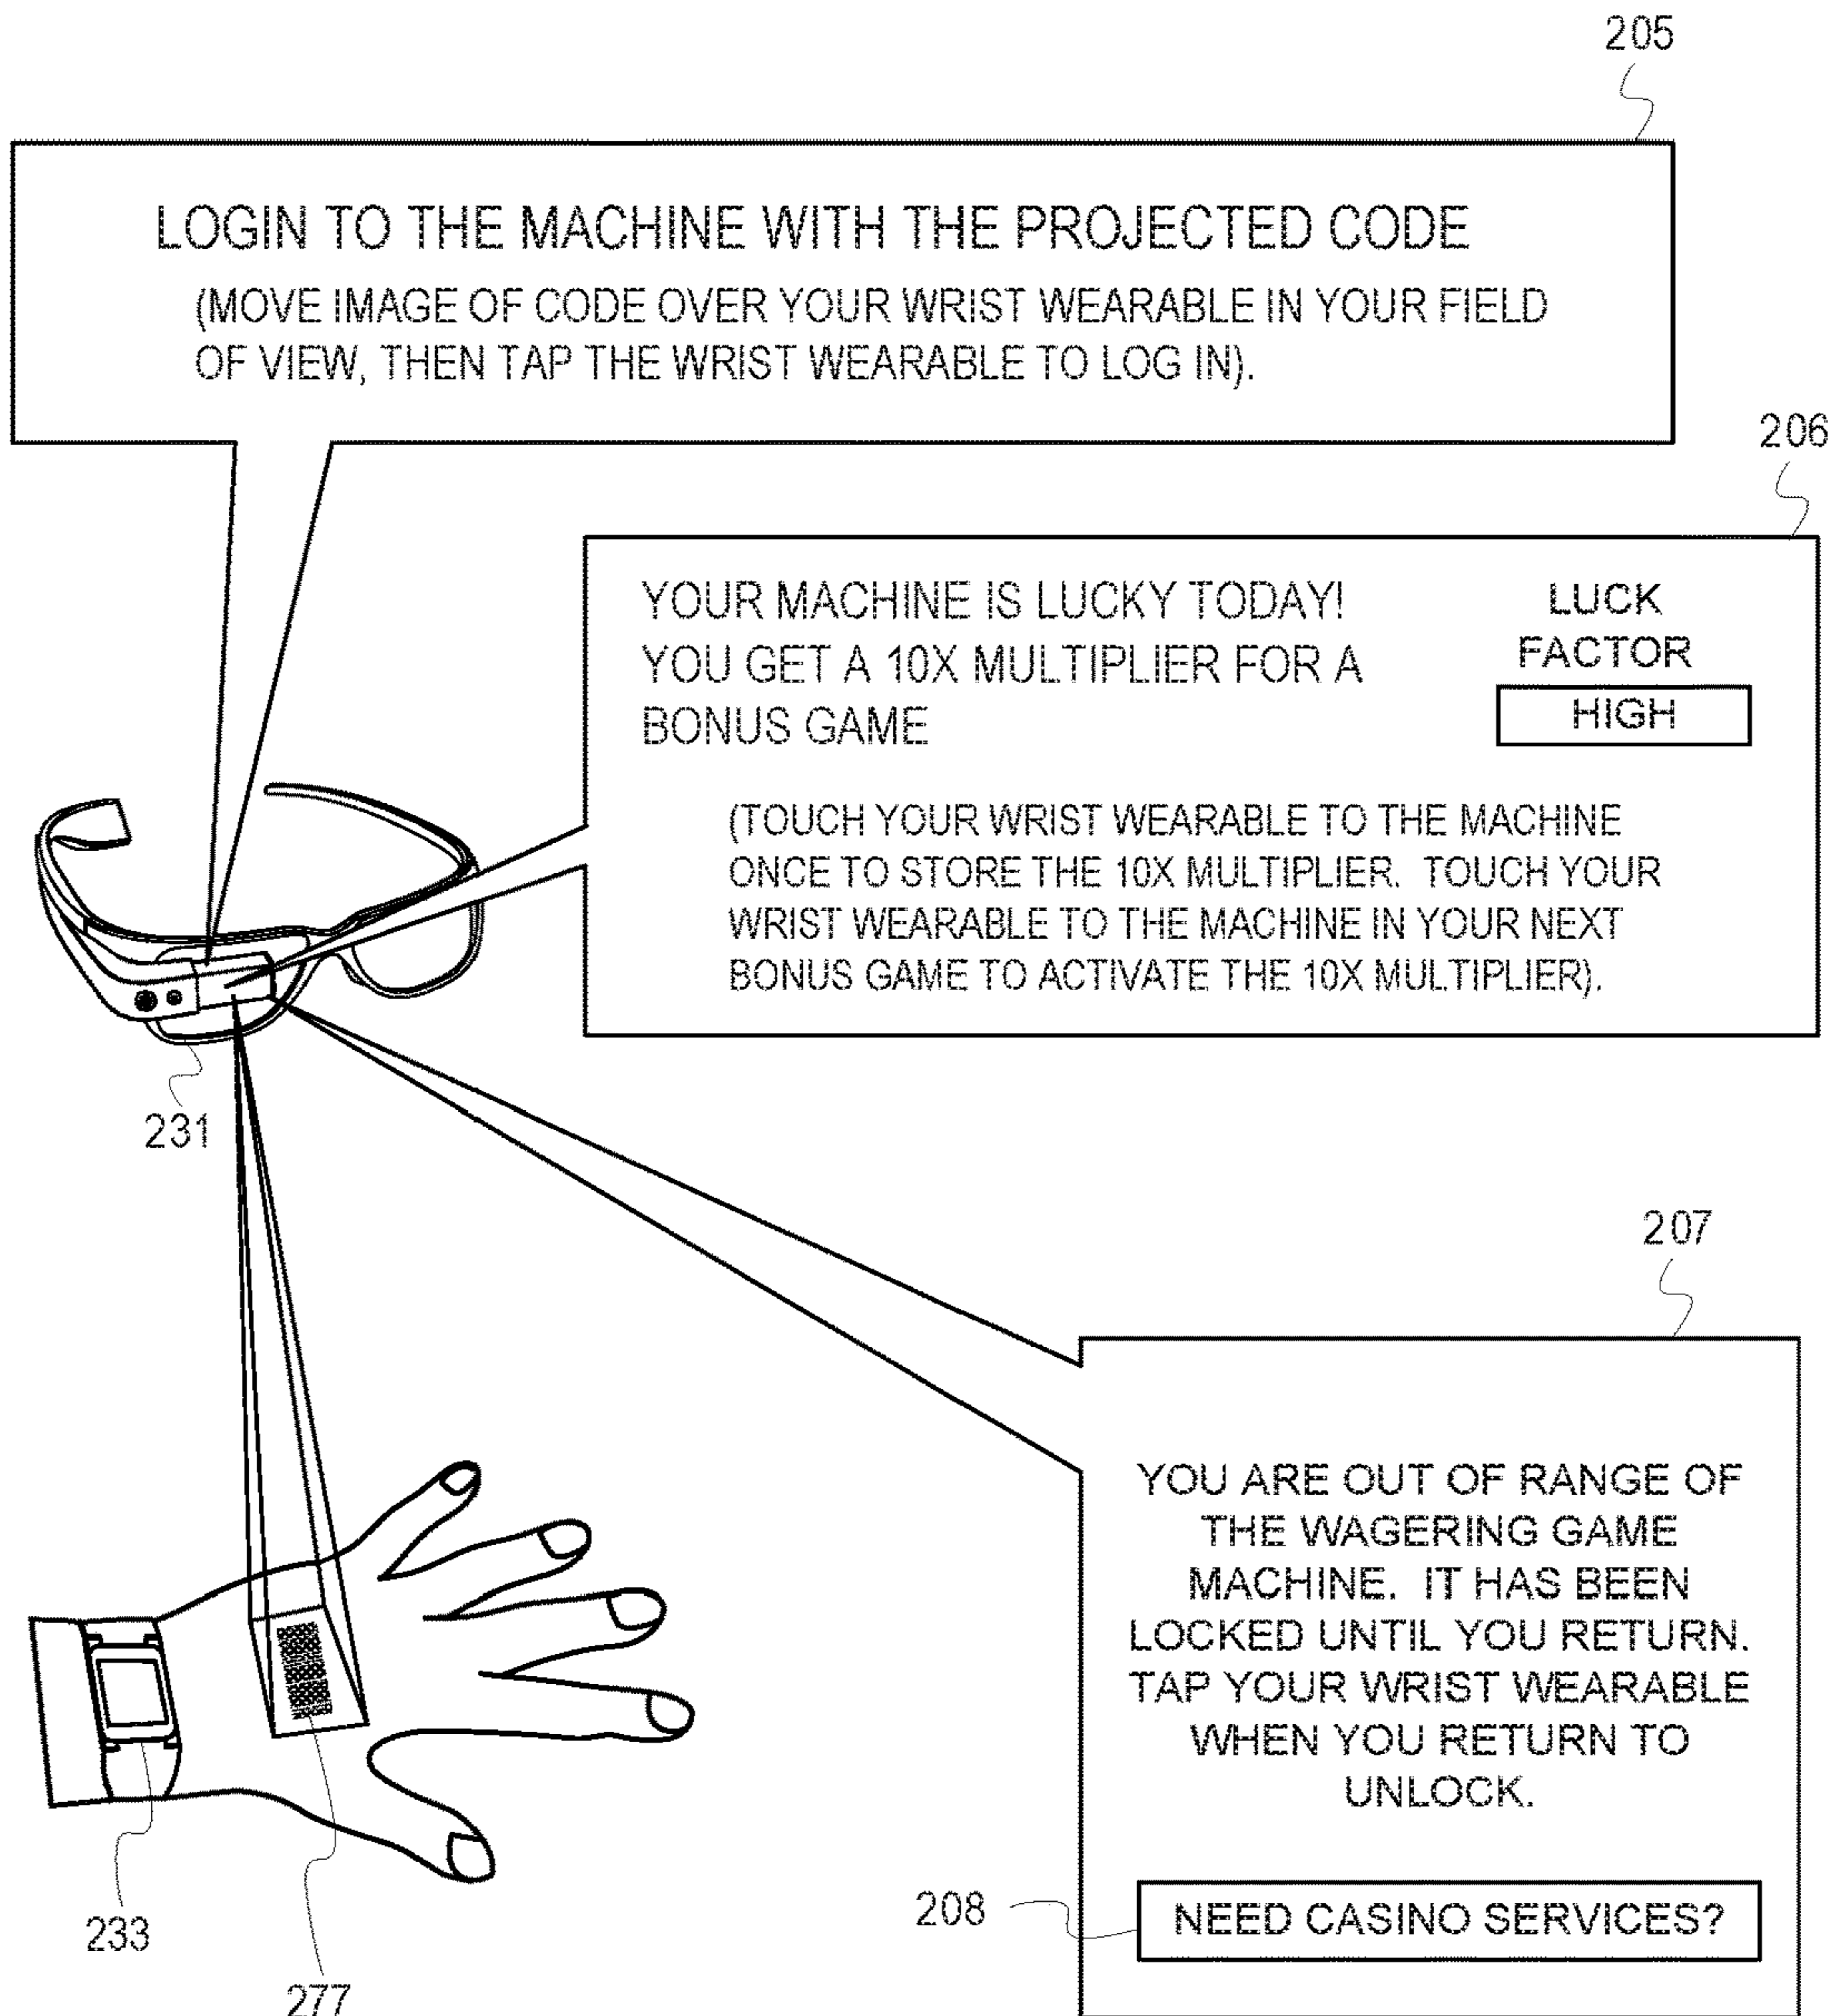 205
LOGIN TO THE MACHINE WITH THE PROJECTED CODE
(MOVE IMAGE OF CODE OVER YOUR WRIST WEARABLE IN YOUR FIELD
OF VIEW, THEN TAP THE WRIST WEARABLE TO LOG IN).
206
YOUR MACHINE IS LUCKY TODAY!
YOU GET A 10X MULTIPLIER FOR A
BONUS GAME
LUCK
FACTOR
HIGH
(TOUCH YOUR WRIST WEARABLE TO THE MACHINE
ONCE TO STORE THE 10X MULTIPLIER. TOUCH YOUR
WRIST WEARABLE TO THE MACHINE IN YOUR NEXT
BONUS GAME TO ACTIVATE THE 10X MULTIPLIER).
231
207
YOU ARE OUT OF RANGE OF
THE WAGERING GAME
MACHINE. IT HAS BEEN
LOCKED UNTIL YOU RETURN.
TAP YOUR WRIST WEARABLE
WHEN YOU RETURN TO
UNLOCK.
208
NEED CASINO SERVICES?
233
277